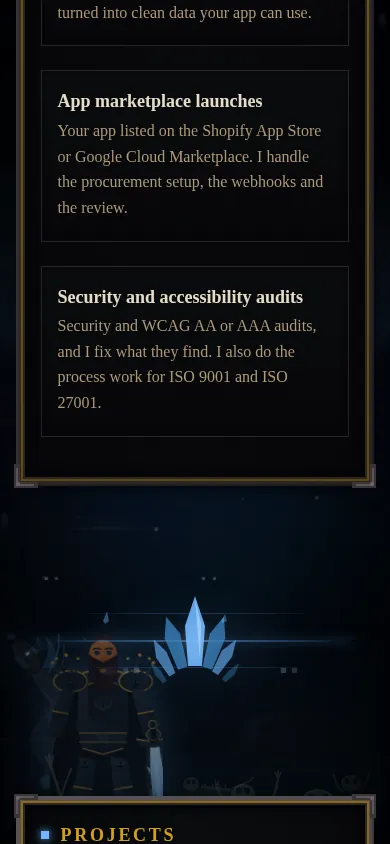 turned into clean data your app can use.
App marketplace launches
Your app listed on the Shopify App Store
or Google Cloud Marketplace. I handle
the procurement setup, the webhooks and
the review.
Security and accessibility audits
Security and WCAG AA or AAA audits,
and I fix what they find. I also do the
process work for ISO 9001 and ISO
27001.
PROJECTS